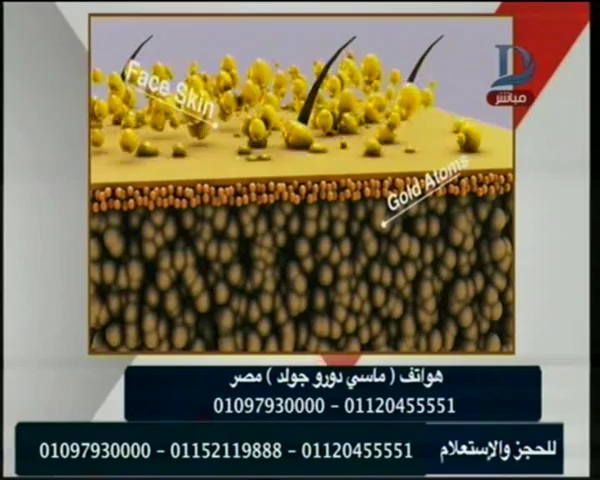 Face Skin
مباشر
Gold Atoms
هواتف ( ماسي دورو جولد ) مصر
01097930000 - 01120455551
للحجز والإستعلام 01120455551 - 01152119888 - 01097930000